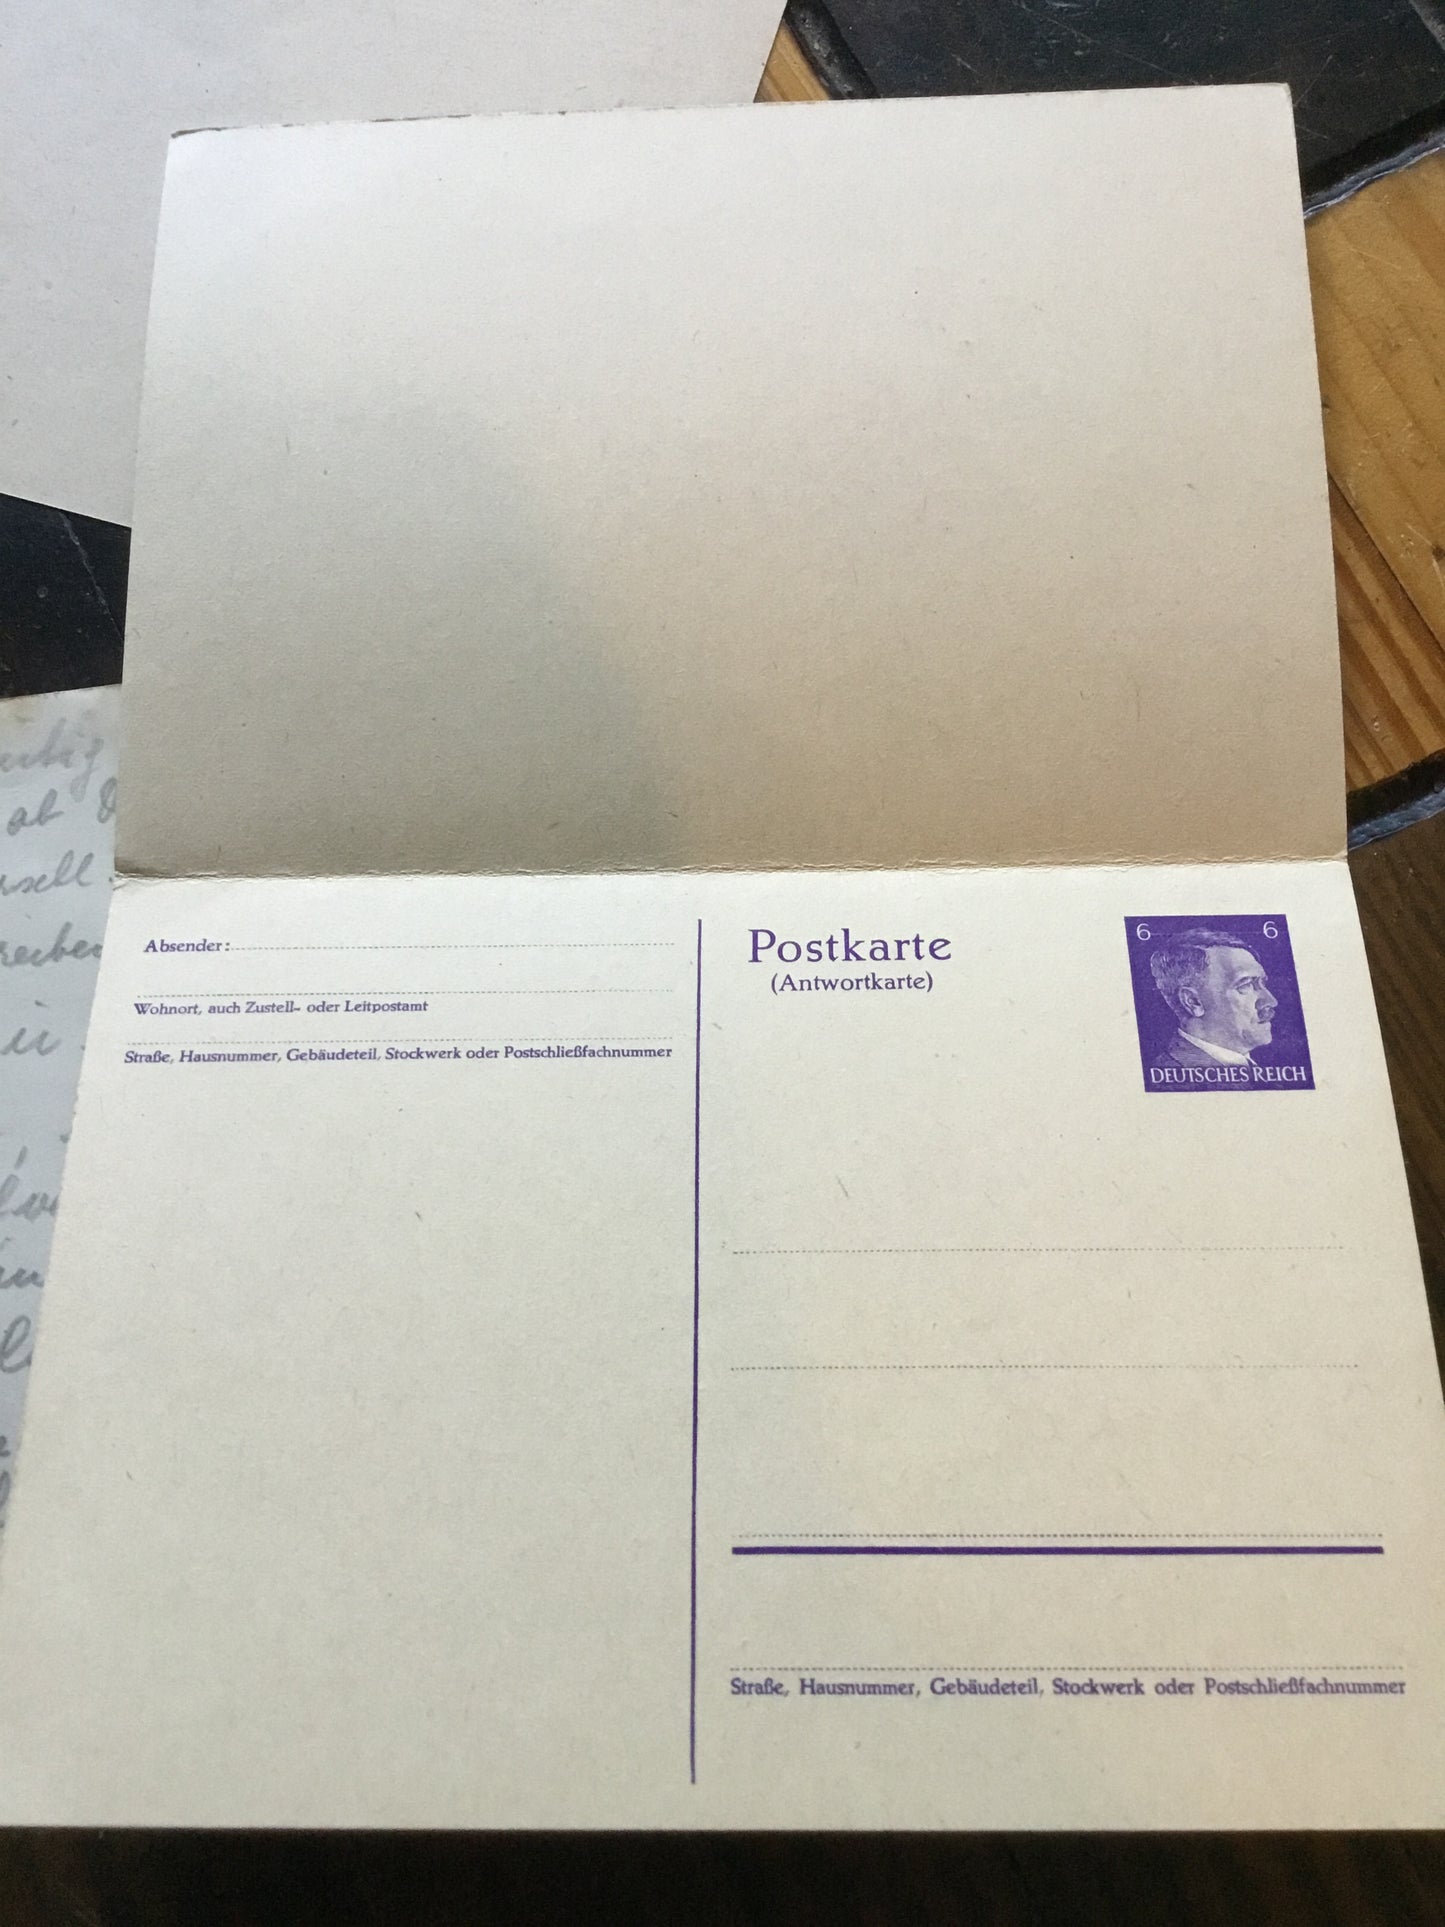 Absender:
Wohnort, auch Zustell- oder Leitpostamt
Straße, Hausnummer, Gebäudeteil, Stockwerk oder Postschließfachnummer
Postkarte
(Antwortkarte)
6 6
DEUTSCHES REICH
Straße, Hausnummer, Gebäudeteil, Stockwerk oder Postschließfachnummer
ab